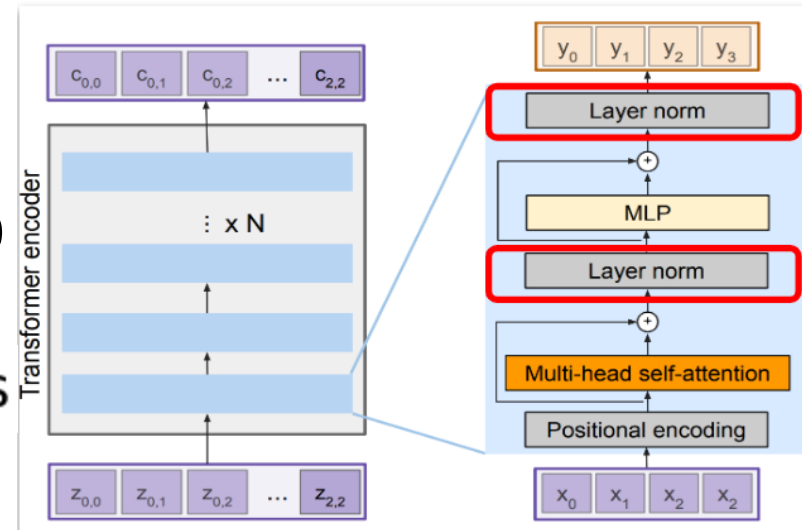 c0,0 c0,1 c0,2 ... c2,2
Transformer encoder
⋮ x N
z0,0 z0,1 z0,2 ... z2,2
y0 y1 y2 y3
Layer norm
+
MLP
Layer norm
+
Multi-head self-attention
Positional encoding
x0 x1 x2 x2
)
s